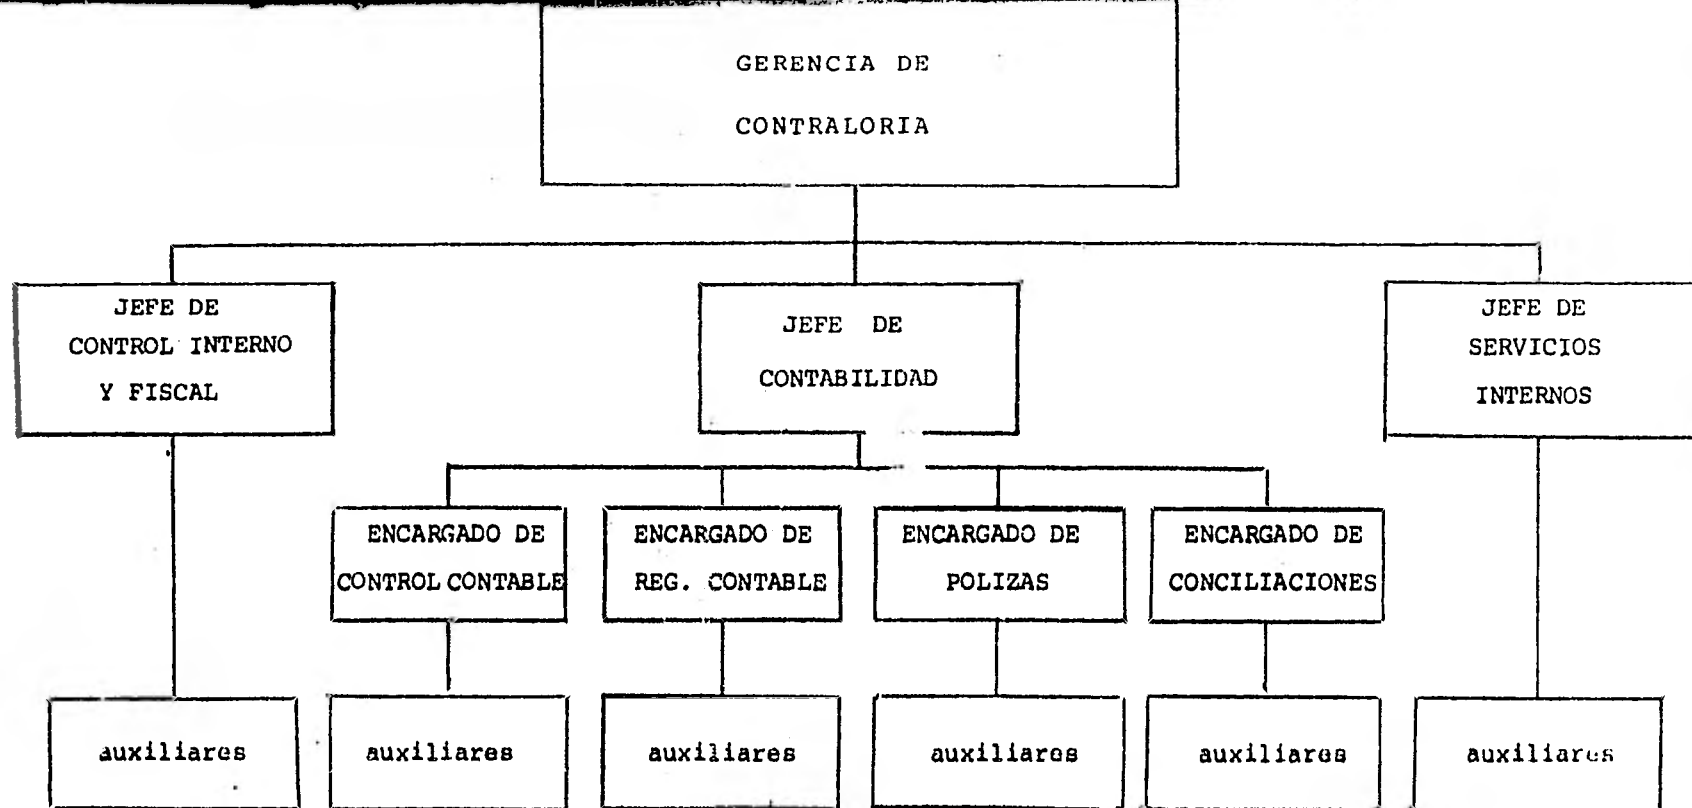 GERENCIA DE
CONTRALORIA
JEFE DE
CONTROL INTERNO
Y FISCAL
JEFE DE
CONTABILIDAD
JEFE DE
SERVICIOS
INTERNOS
ENCARGADO DE
CONTROL CONTABLE
ENCARGADO DE
REG. CONTABLE
ENCARGADO DE
POLIZAS
ENCARGADO DE
CONCILIACIONES
auxiliares
auxiliares
auxiliares
auxiliares
auxiliares
auxiliares